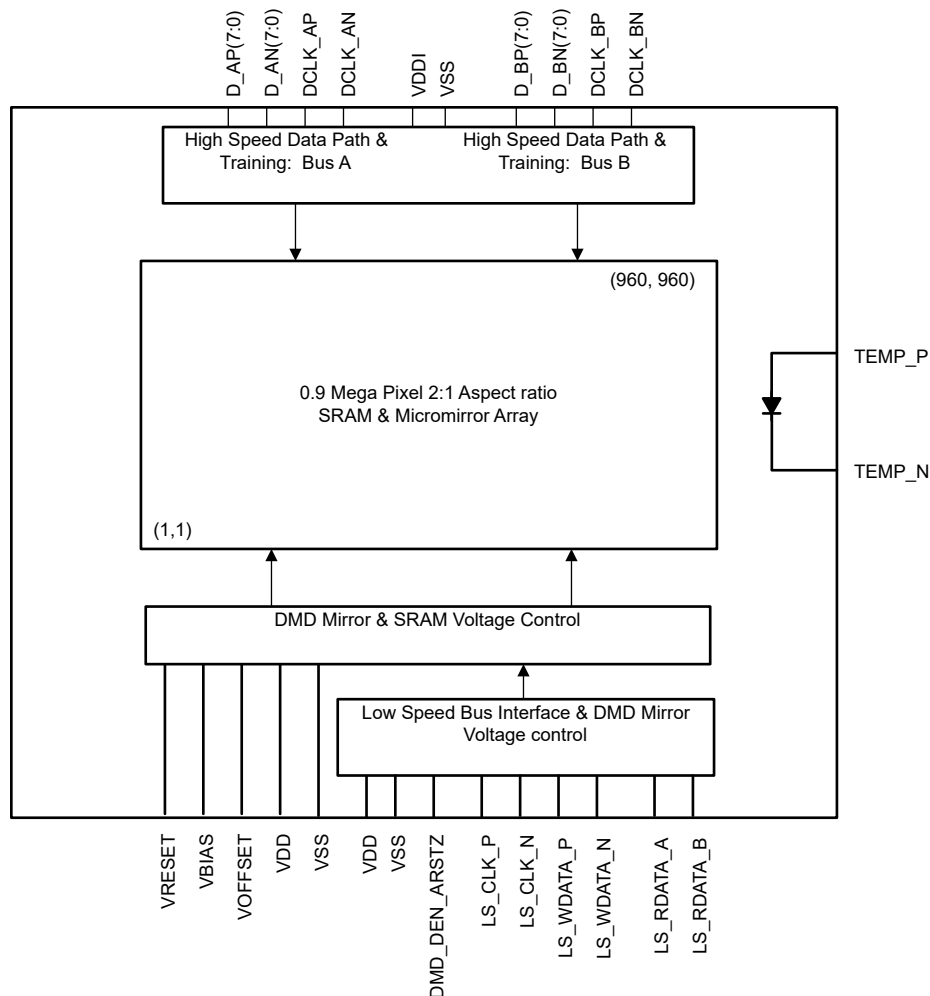 D_AP(7:0)
D_AN(7:0)
DCLK_AP
DCLK_AN
VDDI
VSS
D_BP(7:0)
D_BN(7:0)
DCLK_BP
DCLK_BN
High Speed Data Path &
Training: Bus A
High Speed Data Path &
Training: Bus B
(960, 960)
0.9 Mega Pixel 2:1 Aspect ratio
SRAM & Micromirror Array
(1,1)
TEMP_P
TEMP_N
DMD Mirror & SRAM Voltage Control
Low Speed Bus Interface & DMD Mirror
Voltage control
VRESET
VBIAS
VOFFSET
VDD
VSS
VDD
VSS
DMD_DEN_ARSTZ
LS_CLK_P
LS_CLK_N
LS_WDATA_P
LS_WDATA_N
LS_RDATA_A
LS_RDATA_B